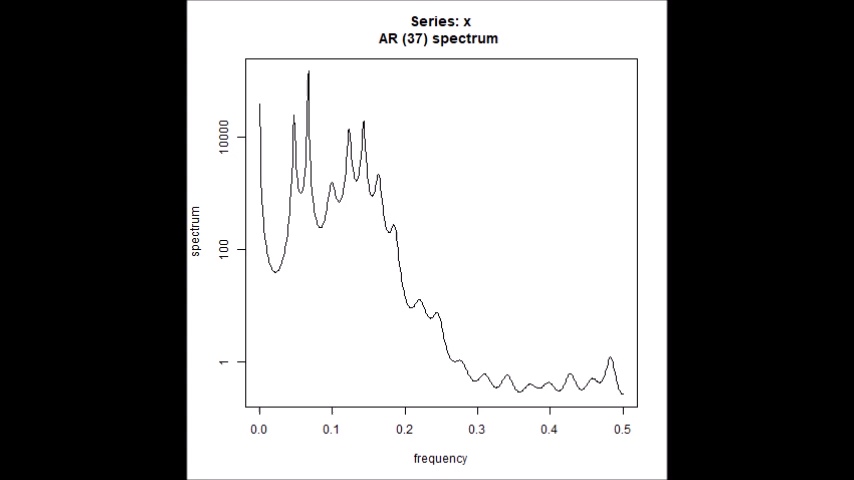 Series: x
AR (37) spectrum
10000
100
1
spectrum
0.0 0.1 0.2 0.3 0.4 0.5
frequency